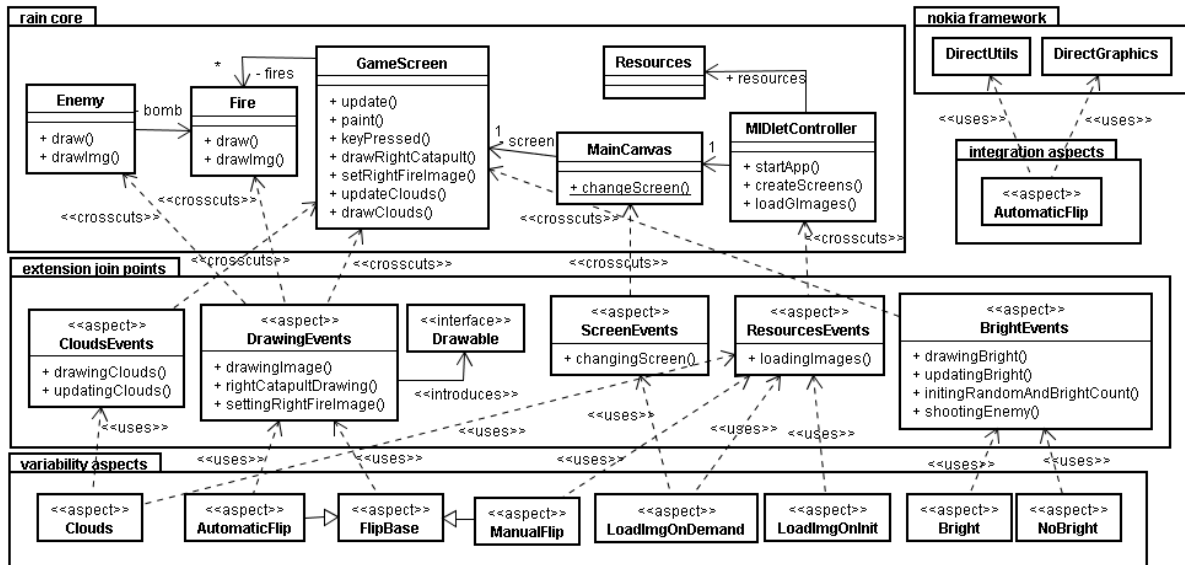 rain core
nokia framework
GameScreen
+ update()
+ paint()
+ keyPressed()
+ drawRightCatapult()
+ setRightFireImage()
+ updateClouds()
+ drawClouds()
*
- fires
Resources
+ resources
DirectUtils
DirectGraphics
Enemy
+ draw()
+ drawImg()
- bomb
Fire
+ draw()
+ drawImg()
1
- screen
MainCanvas
+ changeScreen()
1
MIDletController
+ startApp()
+ createScreens()
+ loadGImages()
<<uses>>
<<uses>>
integration aspects
<<aspect>>
AutomaticFlip
<<crosscuts>>
<<crosscuts>>
<<crosscuts>>
<<crosscuts>>
<<crosscuts>>
<<crosscuts>>
<<crosscuts>>
extension join points
<<aspect>>
CloudsEvents
+ drawingClouds()
+ updatingClouds()
<<aspect>>
DrawingEvents
+ drawingImage()
+ rightCatapultDrawing()
+ settingRightFireImage()
<<interface>>
Drawable
<<introduces>>
<<aspect>>
ScreenEvents
+ changingScreen()
<<aspect>>
ResourcesEvents
+ loadingImages()
<<aspect>>
BrightEvents
+ drawingBright()
+ updatingBright()
+ initingRandomAndBrightCount()
+ shootingEnemy()
<<uses>>
<<uses>>
<<uses>>
<<uses>>
<<uses>>
<<uses>>
<<uses>>
<<uses>>
<<uses>>
<<uses>>
variability aspects
<<aspect>>
Clouds
<<aspect>>
AutomaticFlip
<<aspect>>
FlipBase
<<aspect>>
ManualFlip
<<aspect>>
LoadImgOnDemand
<<aspect>>
LoadImgOnInit
<<aspect>>
Bright
<<aspect>>
NoBright